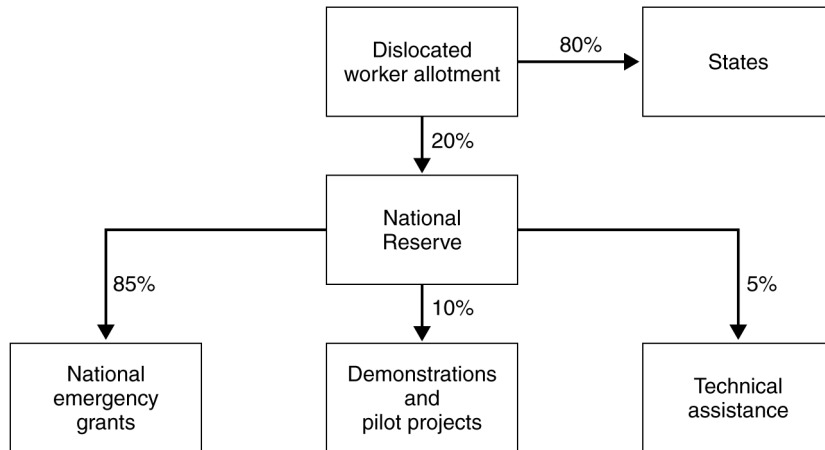 Dislocated
worker allotment
80%
States
20%
National
Reserve
85%
10%
5%
National
emergency
grants
Demonstrations
and
pilot projects
Technical
assistance